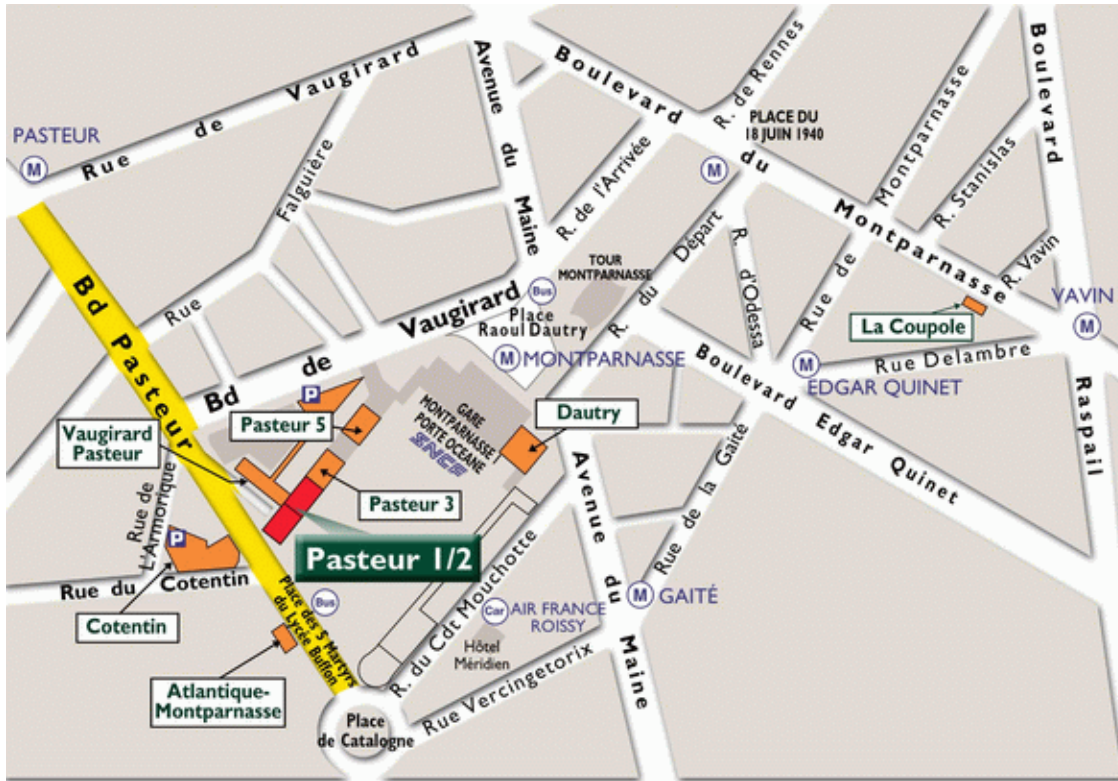 Rue de Vaugirard
Avenue du Maine
Boulevard du Montparnasse
R. de Rennes
PLACE DU
18 JUIN 1940
M
Montparnasse
Rue de
R. Stanislas
Boulevard
Raspail
PASTEUR
M
Falguière
Rue
R. de l'Arrivée
R. du Départ
R. d'Odessa
R. Vavin
VAVIN
M
La Coupole
Rue Delambre
TOUR
MONTPARNASSE
Bus
Place
Raoul Dautry
M MONTPARNASSE
M
EDGAR QUINET
Boulevard Edgar Quinet
Bd de Vaugirard
Bd Pasteur
P
Pasteur 5
Vaugirard
Pasteur
GARE
MONTPARNASSE
PORTE OCEANE
SNCF
Dautry
Pasteur 3
Pasteur 1/2
Rue de
L'Armorique
P
Rue du Cotentin
Cotentin
Bus
Place des 5 Martyrs
du Lycée Buffon
Atlantique-
Montparnasse
R. du Cdt Mouchotte
Car AIR FRANCE
ROISSY
Hôtel
Méridien
Avenue du Maine
Rue de la Gaite
M GAITÉ
Rue Vercingetorix
Place
de Catalogne